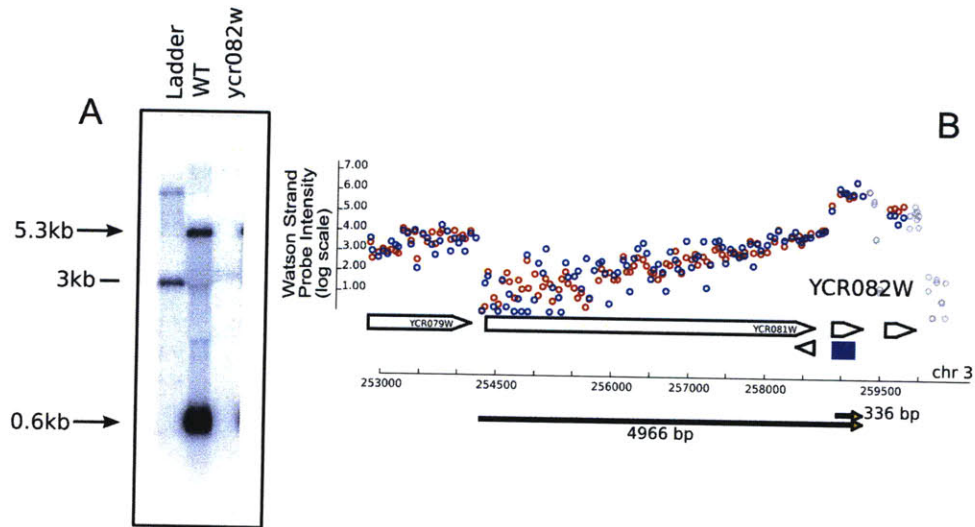 A
Ladder
WT
ycr082w
5.3kb
3kb
0.6kb
B
Watson Strand
Probe Intensity
(log scale)
7.00
6.00
5.00
4.00
3.00
2.00
1.00
YCR082W
YCR079W
YCR081W
chr 3
253000
254500
256000
257000
258000
259500
336 bp
4966 bp